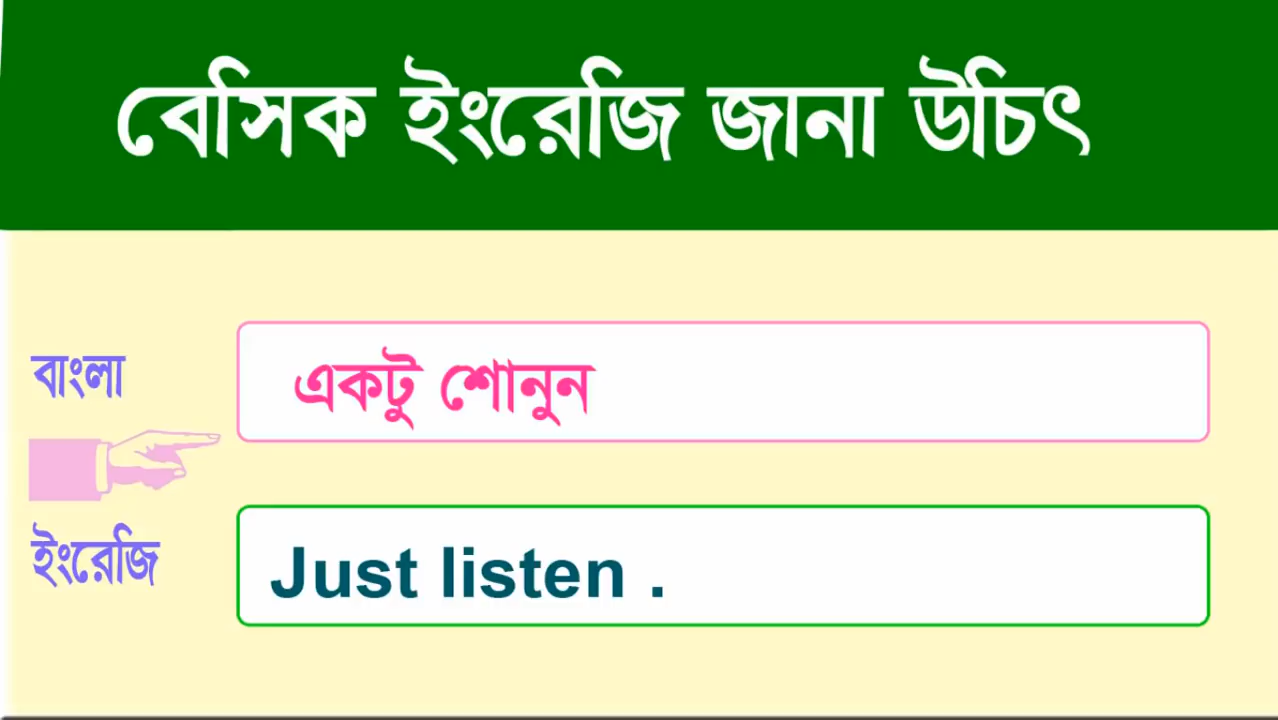 বেসিক ইংরেজি জানা উচিৎ
বাংলা
একটু শোনুন
ইংরেজি
Just listen .